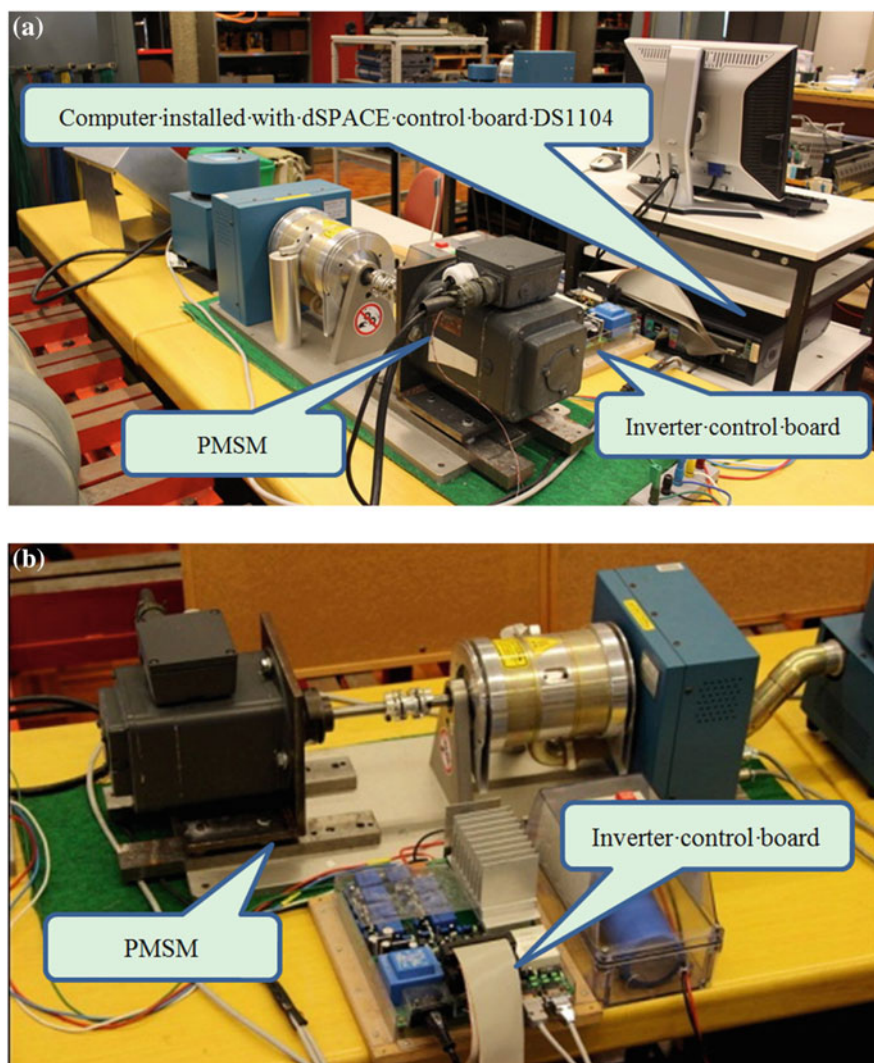 (a)
Computer·installed·with·dSPACE·control·board·DS1104
PMSM
Inverter·control·board
(b)
Inverter·control·board
PMSM